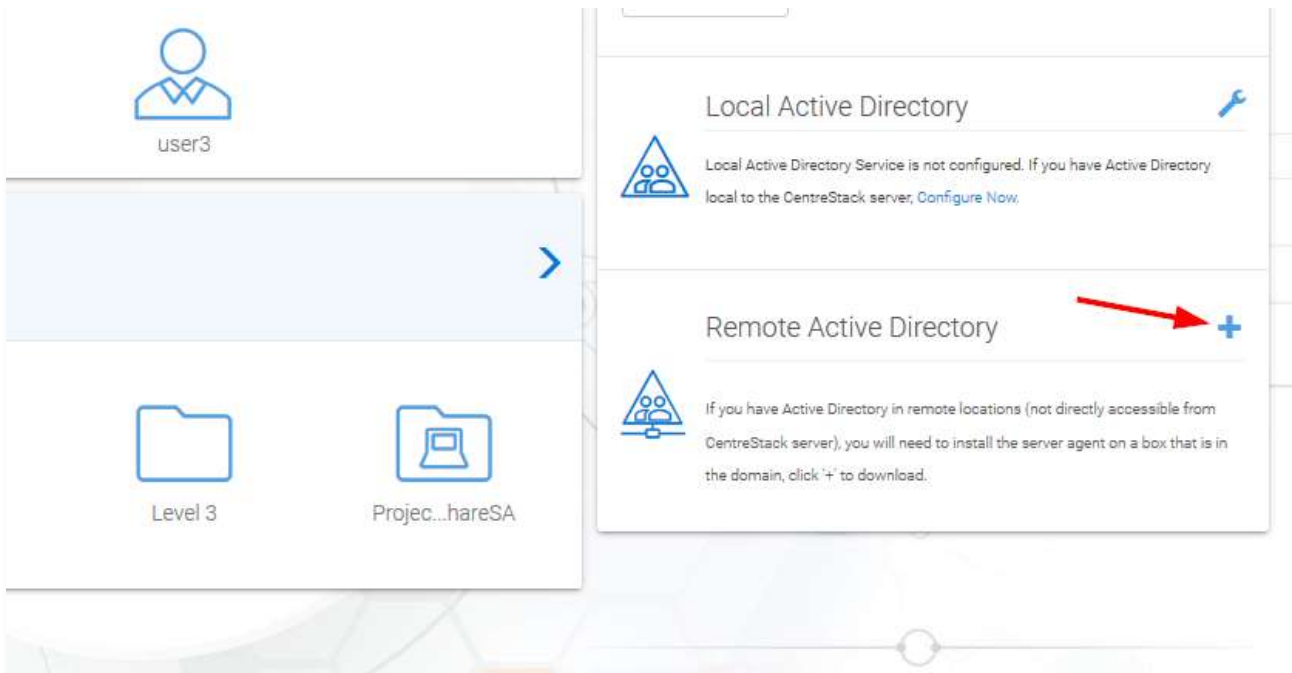 user3
Level 3
Projec...hareSA
Local Active Directory
Local Active Directory Service is not configured. If you have Active Directory
local to the CentreStack server, Configure Now.
Remote Active Directory
If you have Active Directory in remote locations (not directly accessible from
CentreStack server), you will need to install the server agent on a box that is in
the domain, click '+' to download.